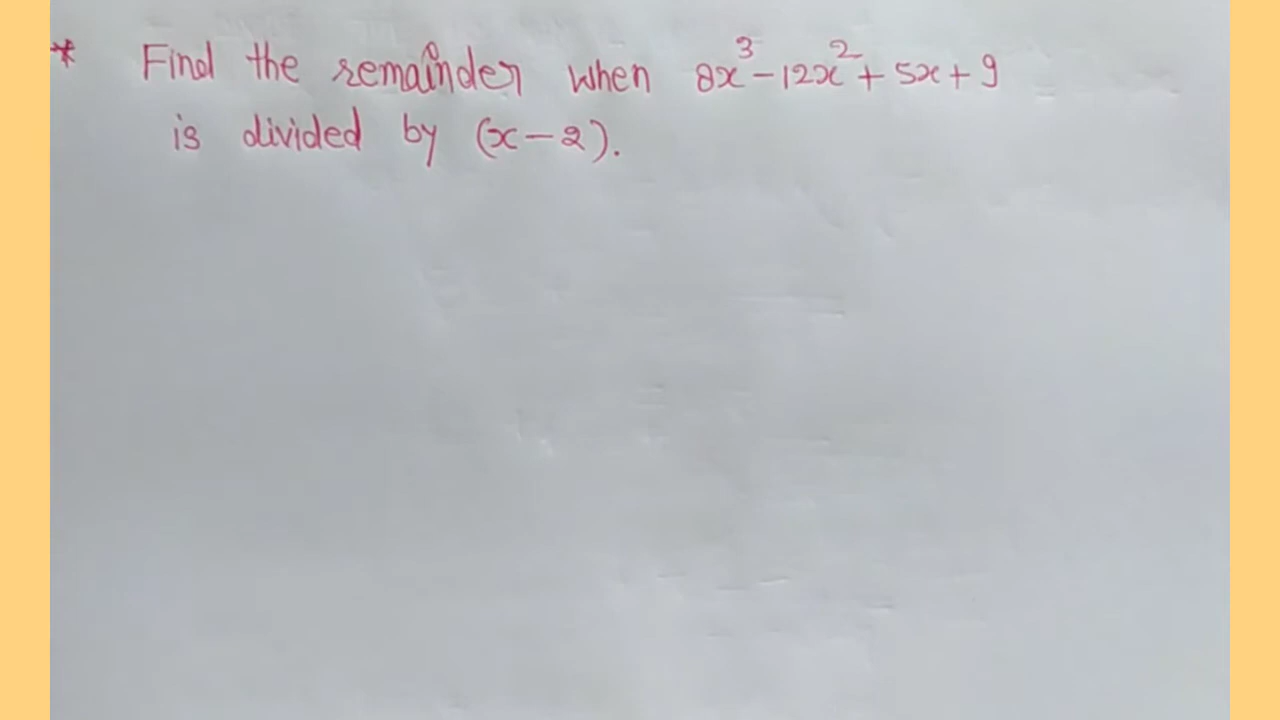 * Find the remainder when 8x³ - 12x² + 5x + 9
is divided by (x - 2).